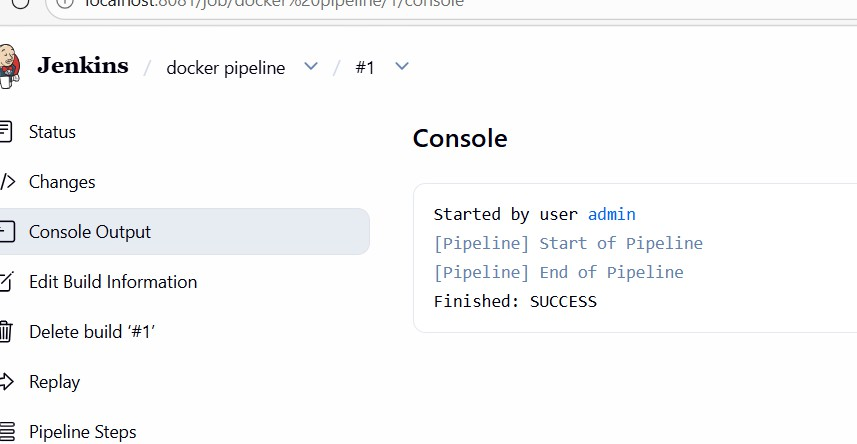 localhost:8081/job/docker%20pipeline/1/console
Jenkins / docker pipeline / #1
Status
Changes
Console Output
Edit Build Information
Delete build ‘#1’
Replay
Pipeline Steps
Console
Started by user admin
[Pipeline] Start of Pipeline
[Pipeline] End of Pipeline
Finished: SUCCESS